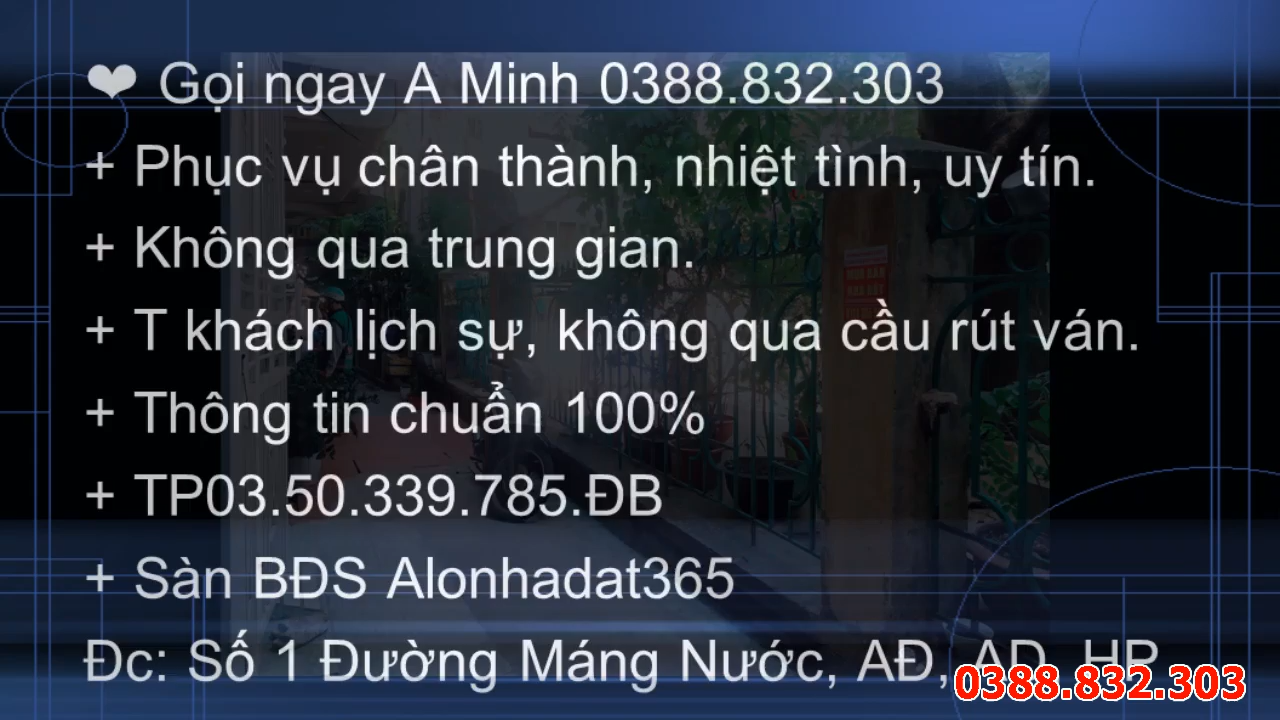 ❤ Gọi ngay A Minh 0388.832.303
+ Phục vụ chân thành, nhiệt tình, uy tín.
+ Không qua trung gian.
+ T khách lịch sự, không qua cầu rút ván.
+ Thông tin chuẩn 100%
+ TP03.50.339.785.ĐB
+ Sàn BĐS Alonhadat365
Đc: Số 1 Đường Máng Nước, AĐ, AD, HP
0388.832.303